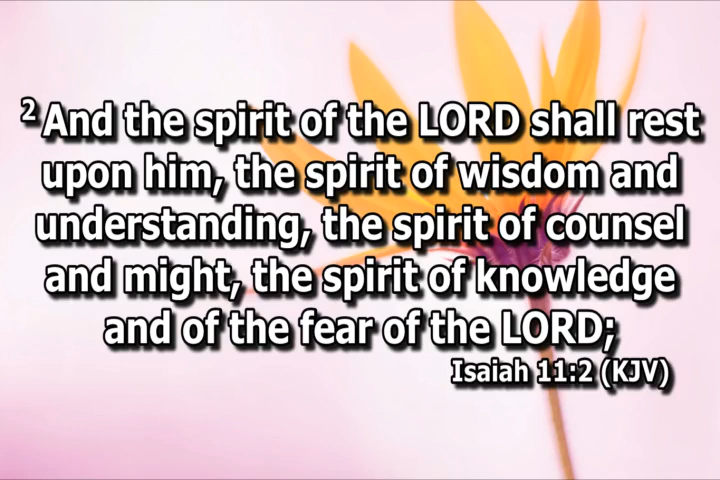 2 And the spirit of the LORD shall rest
upon him, the spirit of wisdom and
understanding, the spirit of counsel
and might, the spirit of knowledge
and of the fear of the LORD;
Isaiah 11:2 (KJV)